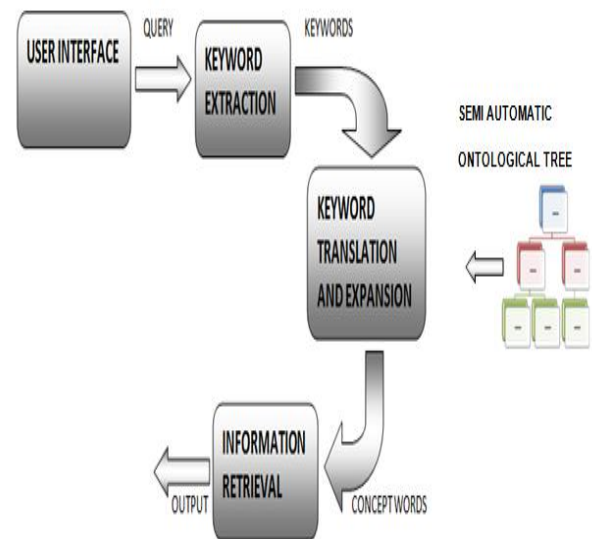 USER INTERFACE
QUERY
KEYWORD
EXTRACTION
KEYWORDS
SEMI AUTOMATIC
ONTOLOGICAL TREE
KEYWORD
TRANSLATION
AND EXPANSION
CONCEPT WORDS
INFORMATION
RETRIEVAL
OUTPUT